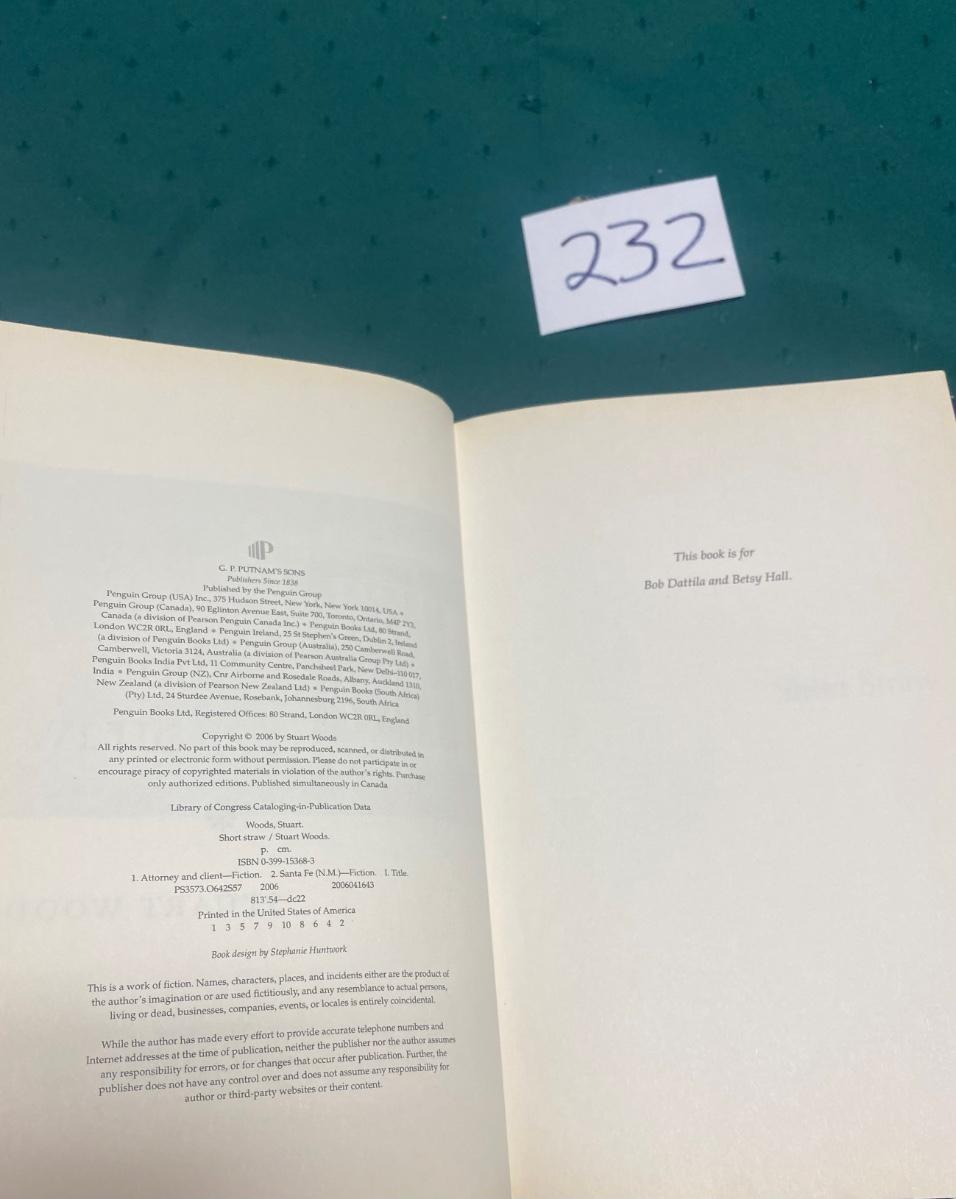 232
G. P. PUTNAM'S SONS
Publishers Since 1838
Published by the Penguin Group
Penguin Group (USA) Inc., 375 Hudson Street, New York, New York 10014, USA •
Penguin Group (Canada), 90 Eglinton Avenue East, Suite 700, Toronto, Ontario, M4P 2Y3,
Canada (a division of Pearson Penguin Canada Inc.) • Penguin Books Ltd, 80 Strand,
London WC2R 0RL, England • Penguin Ireland, 25 St Stephen's Green, Dublin 2, Ireland
(a division of Penguin Books Ltd) • Penguin Group (Australia), 250 Camberwell Road,
Camberwell, Victoria 3124, Australia (a division of Pearson Australia Group Pty Ltd) •
Penguin Books India Pvt Ltd, 11 Community Centre, Panchsheel Park, New Delhi–110 017,
India • Penguin Group (NZ), Cnr Airborne and Rosedale Roads, Albany, Auckland 1310,
New Zealand (a division of Pearson New Zealand Ltd) • Penguin Books (South Africa)
(Pty) Ltd, 24 Sturdee Avenue, Rosebank, Johannesburg 2196, South Africa
Penguin Books Ltd, Registered Offices: 80 Strand, London WC2R 0RL, England
Copyright © 2006 by Stuart Woods
All rights reserved. No part of this book may be reproduced, scanned, or distributed in
any printed or electronic form without permission. Please do not participate in or
encourage piracy of copyrighted materials in violation of the author's rights. Purchase
only authorized editions. Published simultaneously in Canada
Library of Congress Cataloging-in-Publication Data
Woods, Stuart.
Short straw / Stuart Woods.
p. cm.
ISBN 0-399-15368-3
1. Attorney and client—Fiction. 2. Santa Fe (N.M.)—Fiction. I. Title.
PS3573.O642S57 2006 2006041643
813'.54—dc22
Printed in the United States of America
1 3 5 7 9 10 8 6 4 2
Book design by Stephanie Huntwork
This is a work of fiction. Names, characters, places, and incidents either are the product of
the author's imagination or are used fictitiously, and any resemblance to actual persons,
living or dead, businesses, companies, events, or locales is entirely coincidental.
While the author has made every effort to provide accurate telephone numbers and
Internet addresses at the time of publication, neither the publisher nor the author assumes
any responsibility for errors, or for changes that occur after publication. Further, the
publisher does not have any control over and does not assume any responsibility for
author or third-party websites or their content.
This book is for
Bob Dattila and Betsy Hall.